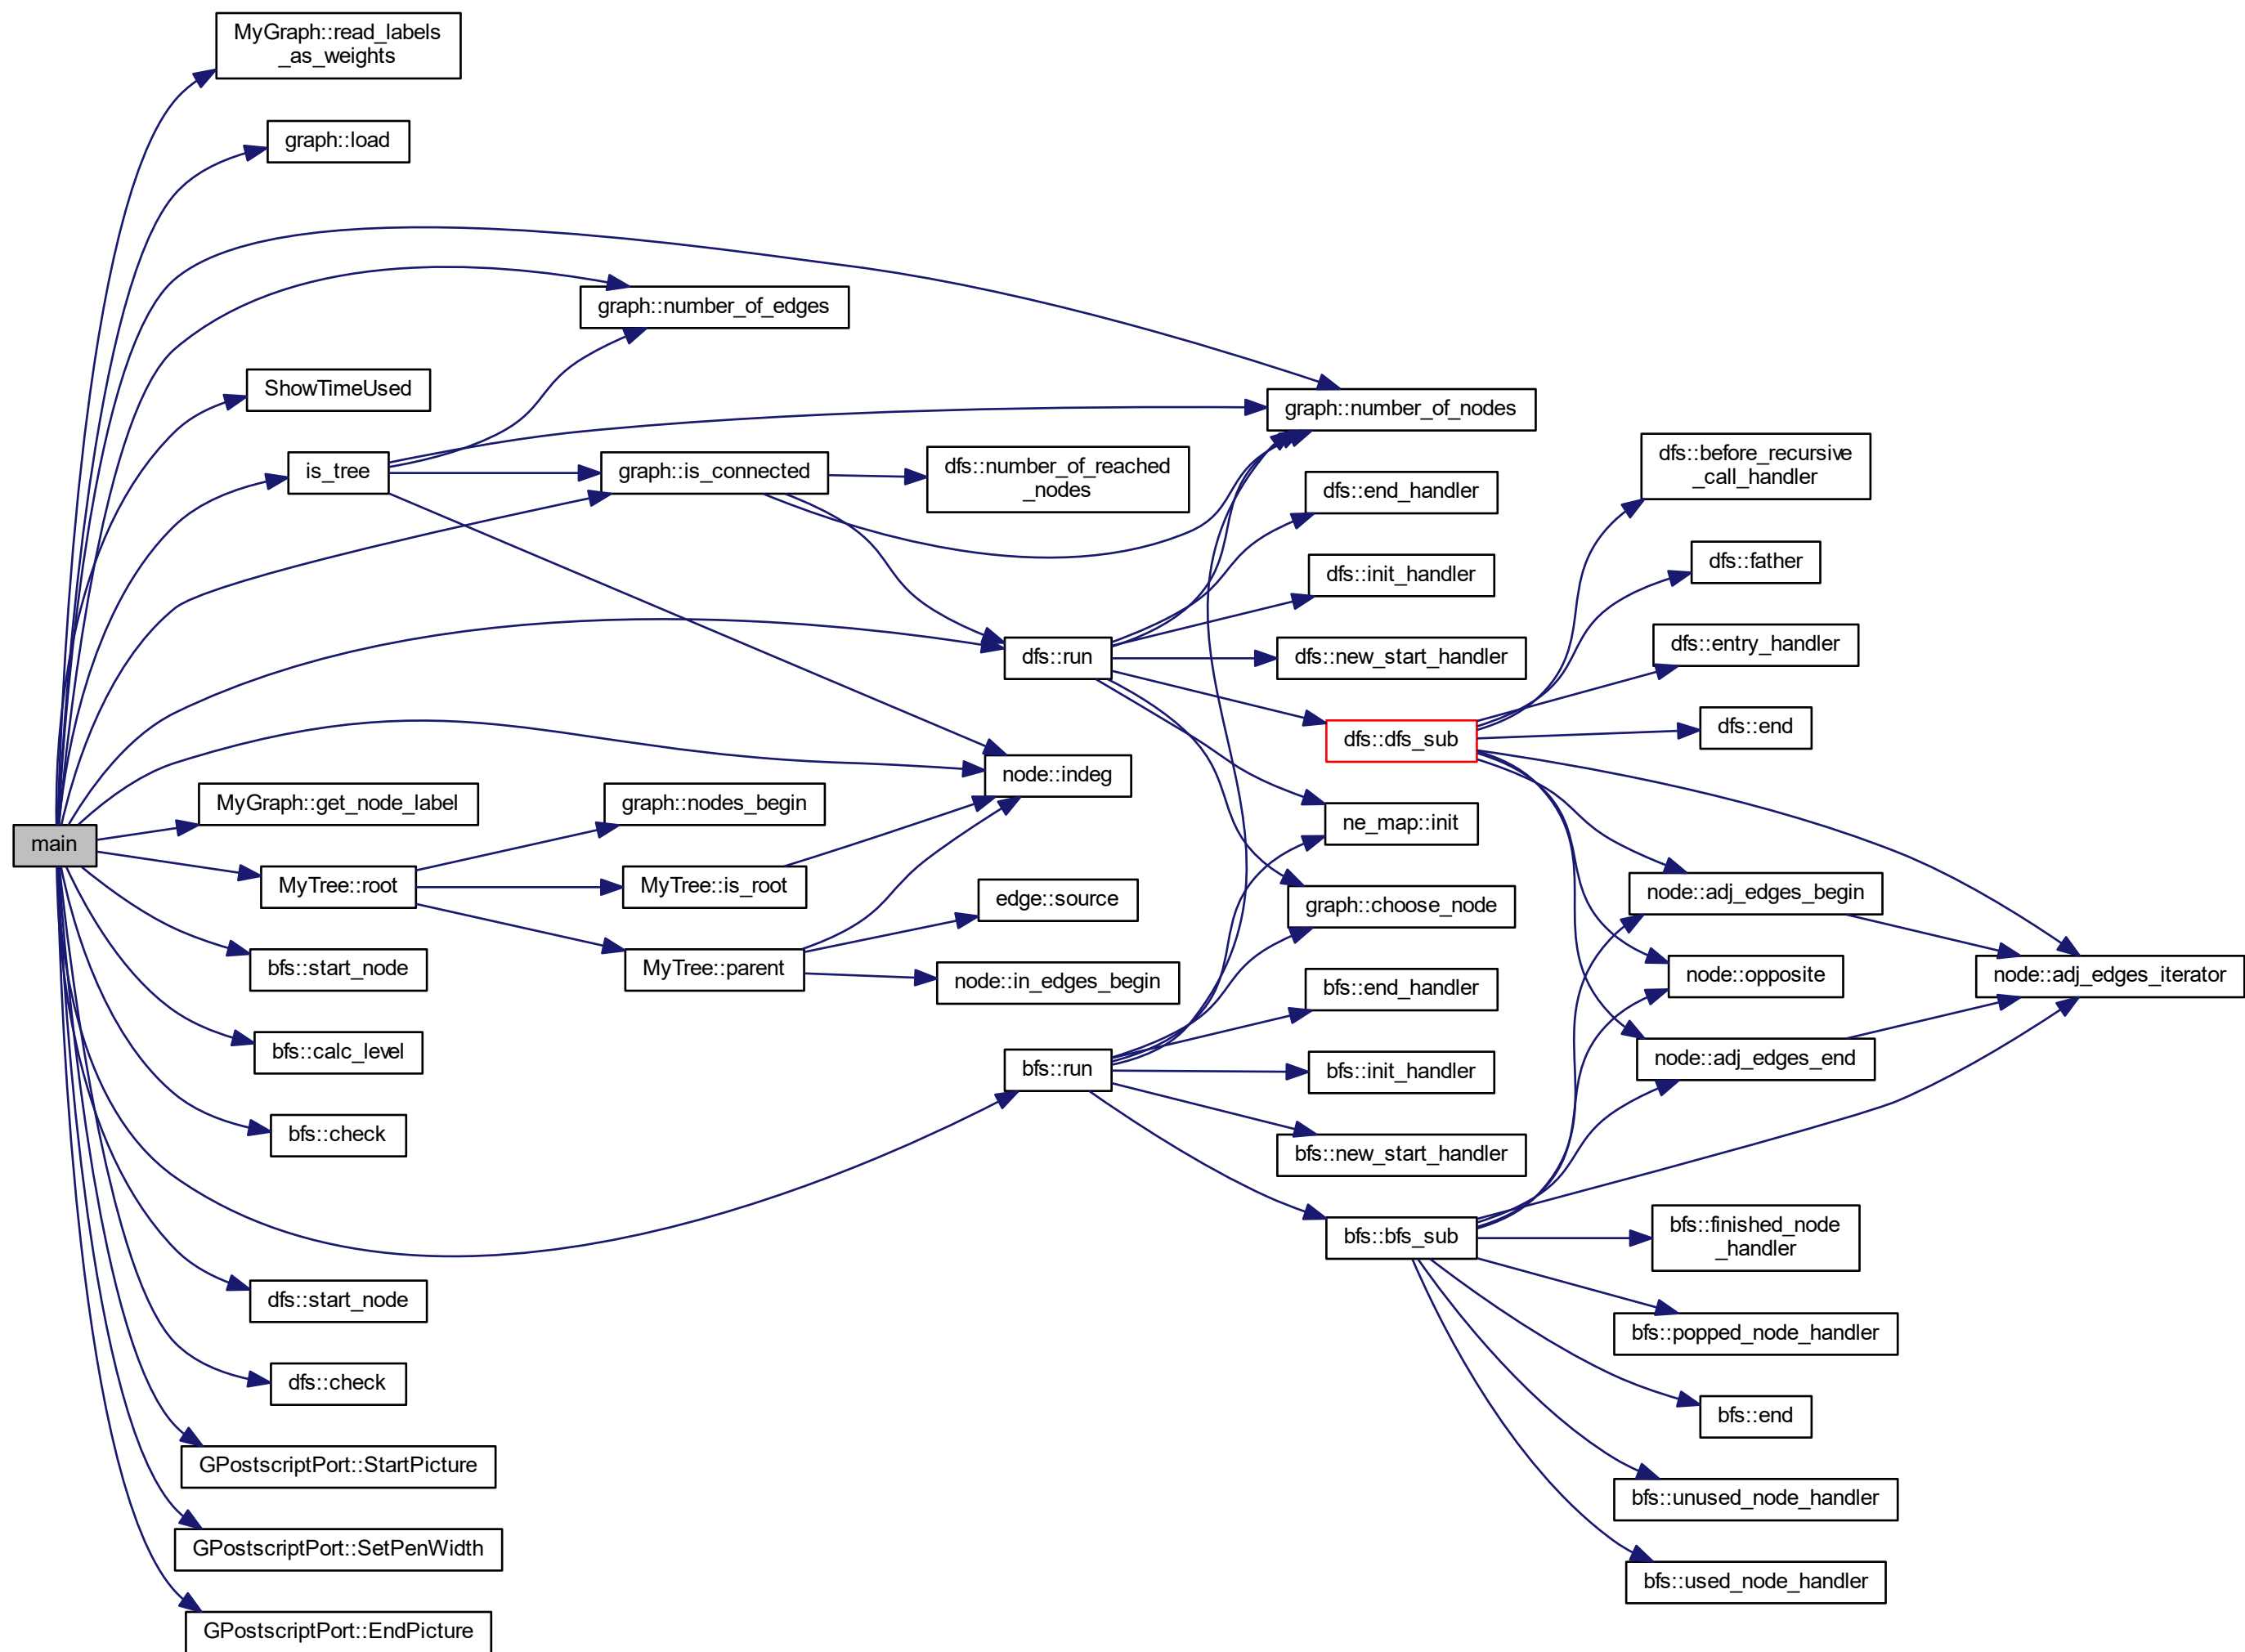 MyGraph::read_labels
_as_weights
graph::load
graph::number_of_edges
ShowTimeUsed
graph::number_of_nodes
is_tree
graph::is_connected
dfs::number_of_reached
_nodes
dfs::before_recursive
_call_handler
dfs::end_handler
dfs::father
dfs::init_handler
dfs::entry_handler
dfs::run
dfs::new_start_handler
dfs::end
dfs::dfs_sub
node::indeg
MyGraph::get_node_label
graph::nodes_begin
ne_map::init
main
MyTree::root
MyTree::is_root
edge::source
graph::choose_node
node::adj_edges_begin
bfs::start_node
MyTree::parent
node::in_edges_begin
bfs::end_handler
node::opposite
node::adj_edges_iterator
bfs::calc_level
bfs::run
bfs::init_handler
node::adj_edges_end
bfs::check
bfs::new_start_handler
bfs::bfs_sub
bfs::finished_node
_handler
dfs::start_node
bfs::popped_node_handler
dfs::check
bfs::end
GPostscriptPort::StartPicture
bfs::unused_node_handler
GPostscriptPort::SetPenWidth
bfs::used_node_handler
GPostscriptPort::EndPicture